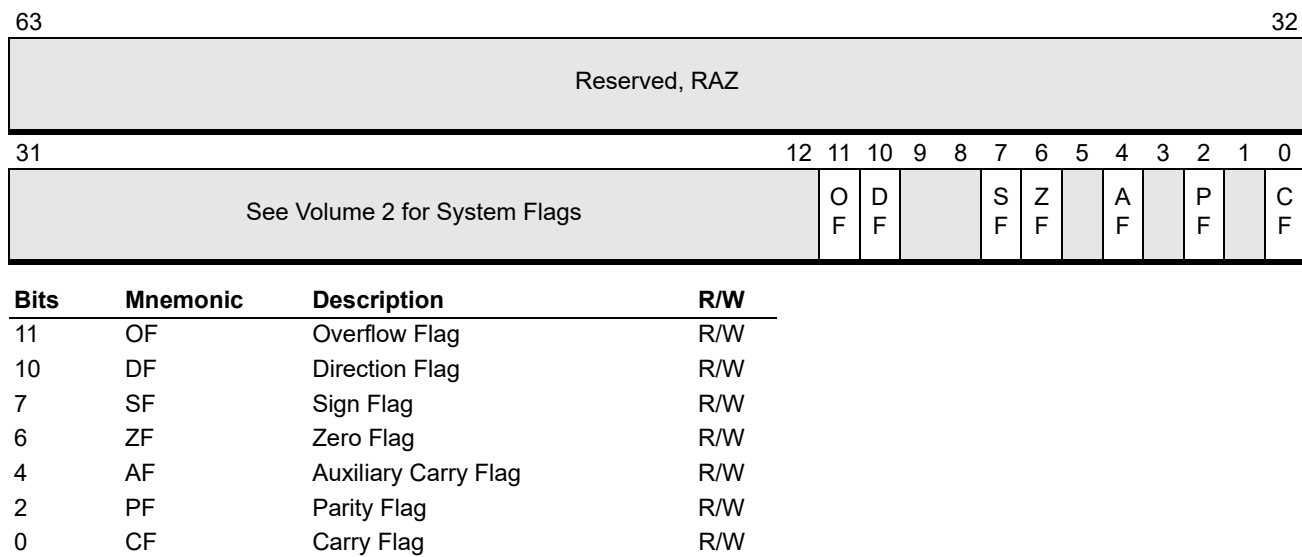 63 32
Reserved, RAZ
31 12 11 10 9 8 7 6 5 4 3 2 1 0
See Volume 2 for System Flags
O D S Z A P C
F F F F F F F
Bits Mnemonic Description R/W
11 OF Overflow Flag R/W
10 DF Direction Flag R/W
7 SF Sign Flag R/W
6 ZF Zero Flag R/W
4 AF Auxiliary Carry Flag R/W
2 PF Parity Flag R/W
0 CF Carry Flag R/W